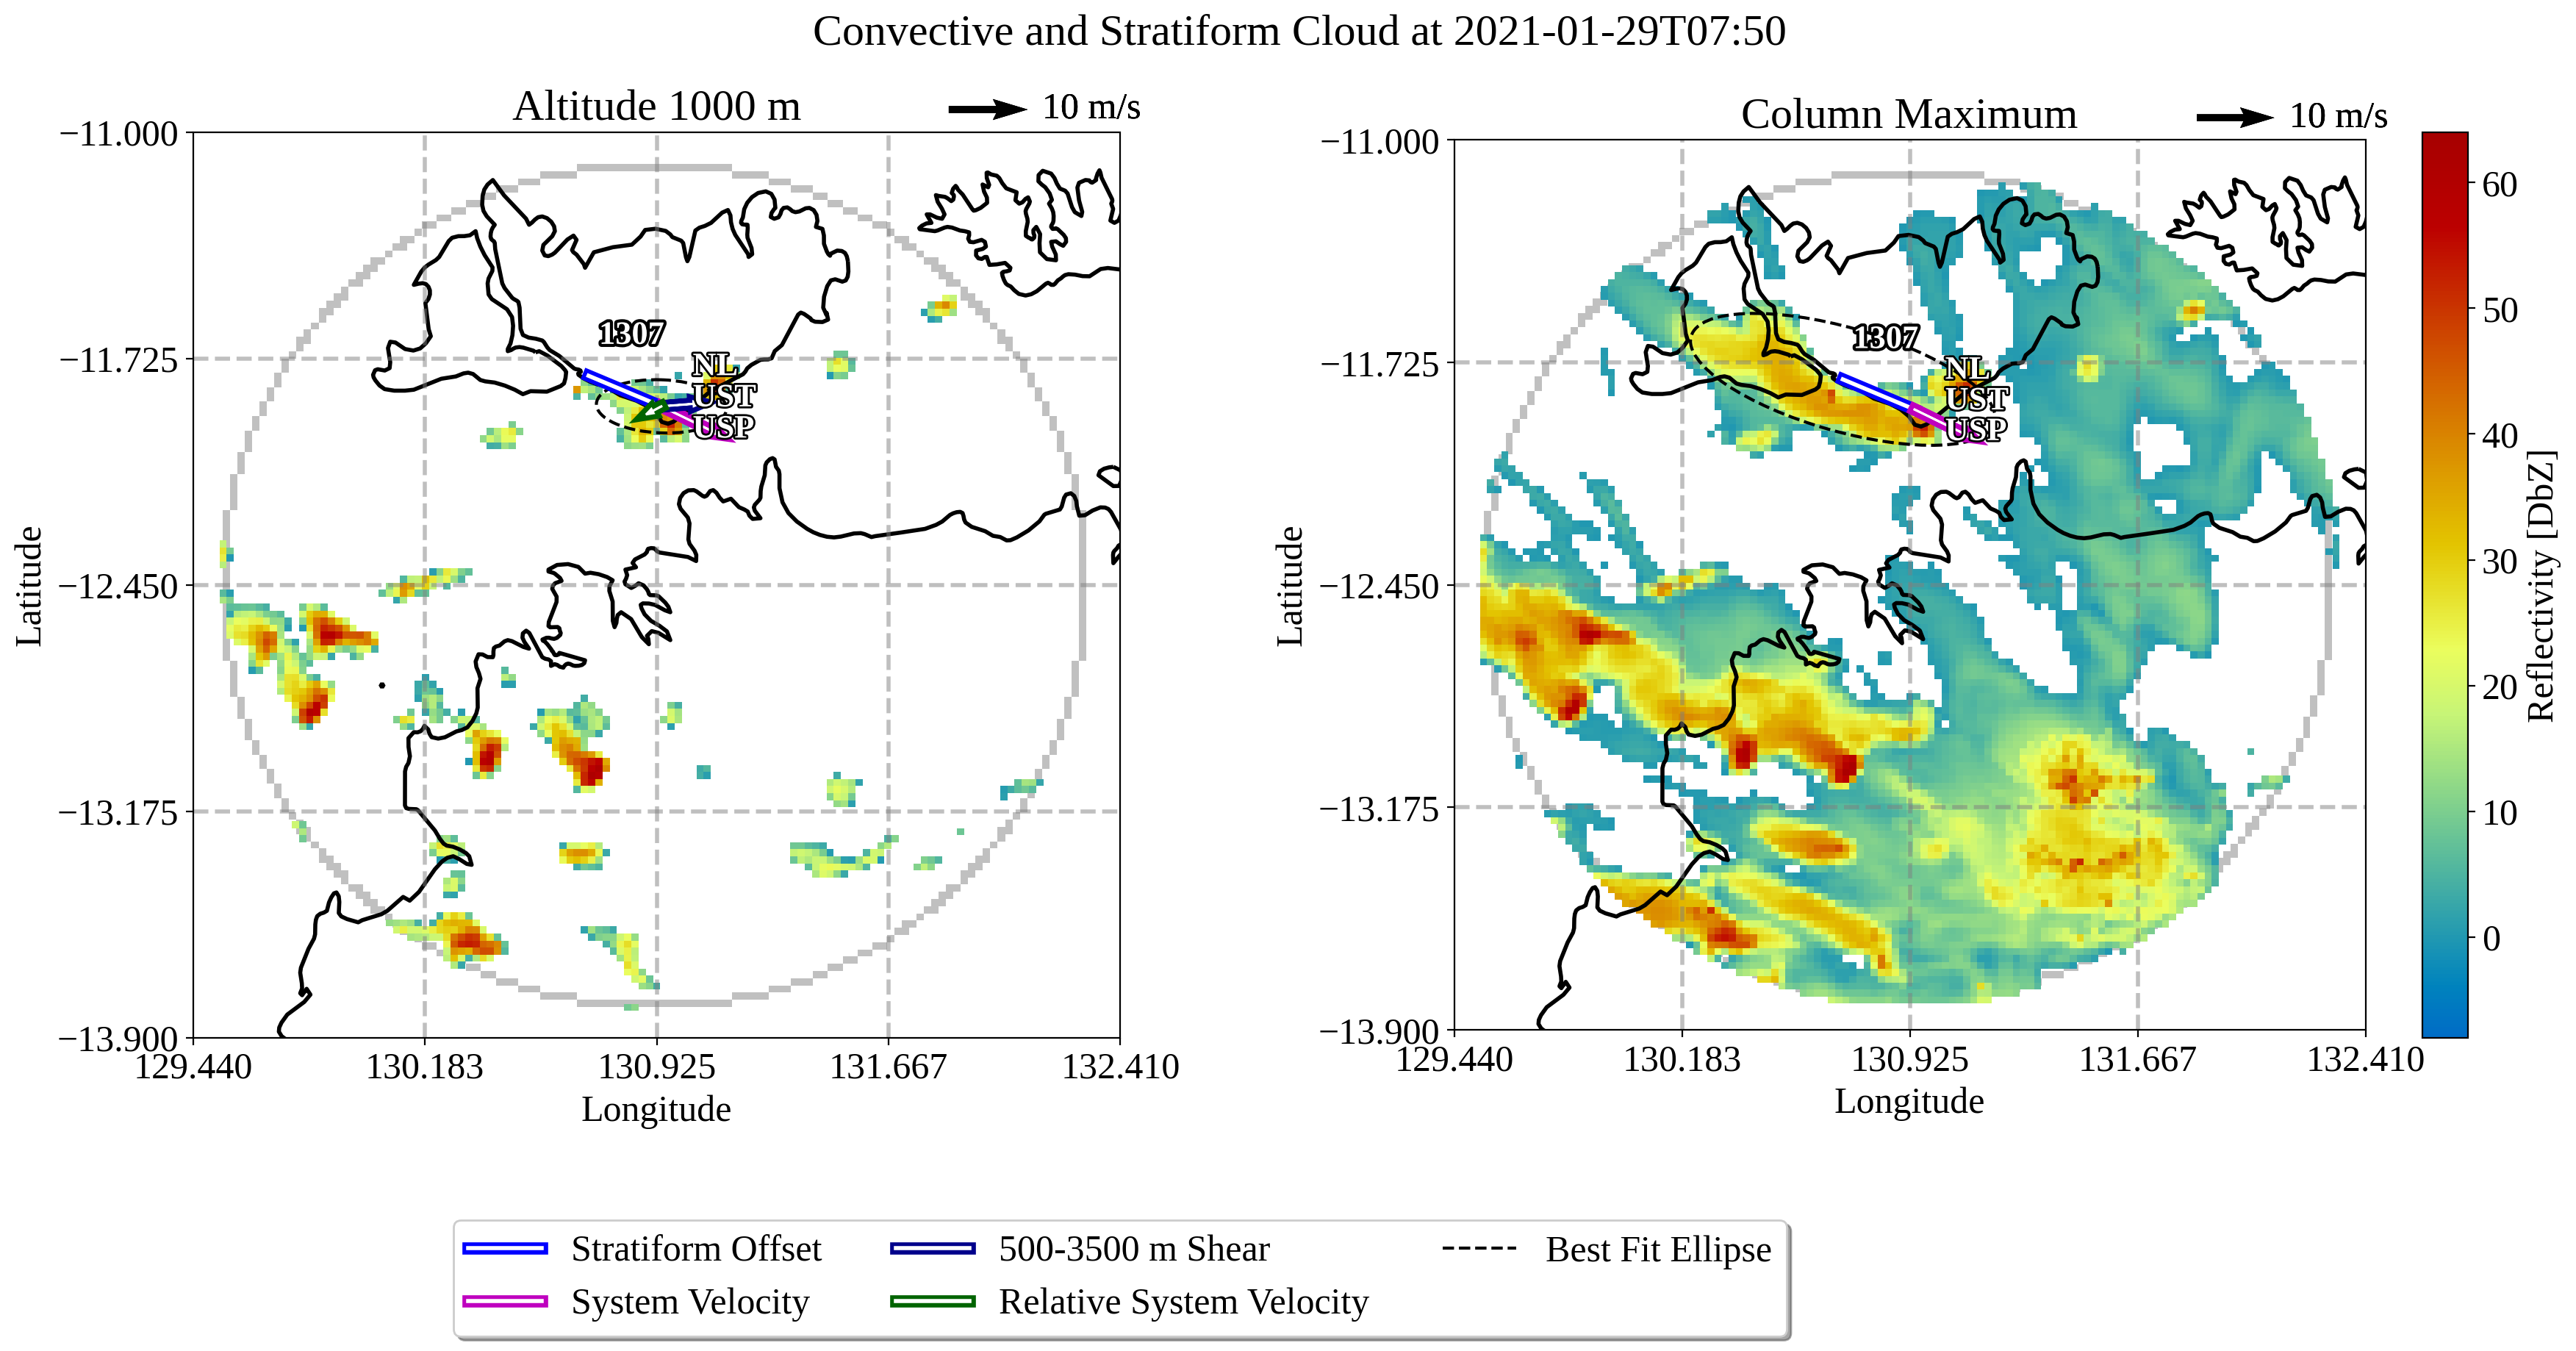 Convective and Stratiform Cloud at 2021-01-29T07:50
Altitude 1000 m
10 m/s
−11.000
−11.725
−12.450
−13.175
−13.900
Latitude
129.440
130.183
130.925
131.667
132.410
Longitude
1307
NL
UST
USP
Column Maximum
10 m/s
−11.000
−11.725
−12.450
−13.175
−13.900
Latitude
129.440
130.183
130.925
131.667
132.410
Longitude
1307
NL
UST
USP
60
50
40
30
20
10
0
Reflectivity [DbZ]
Stratiform Offset
System Velocity
500-3500 m Shear
Relative System Velocity
Best Fit Ellipse